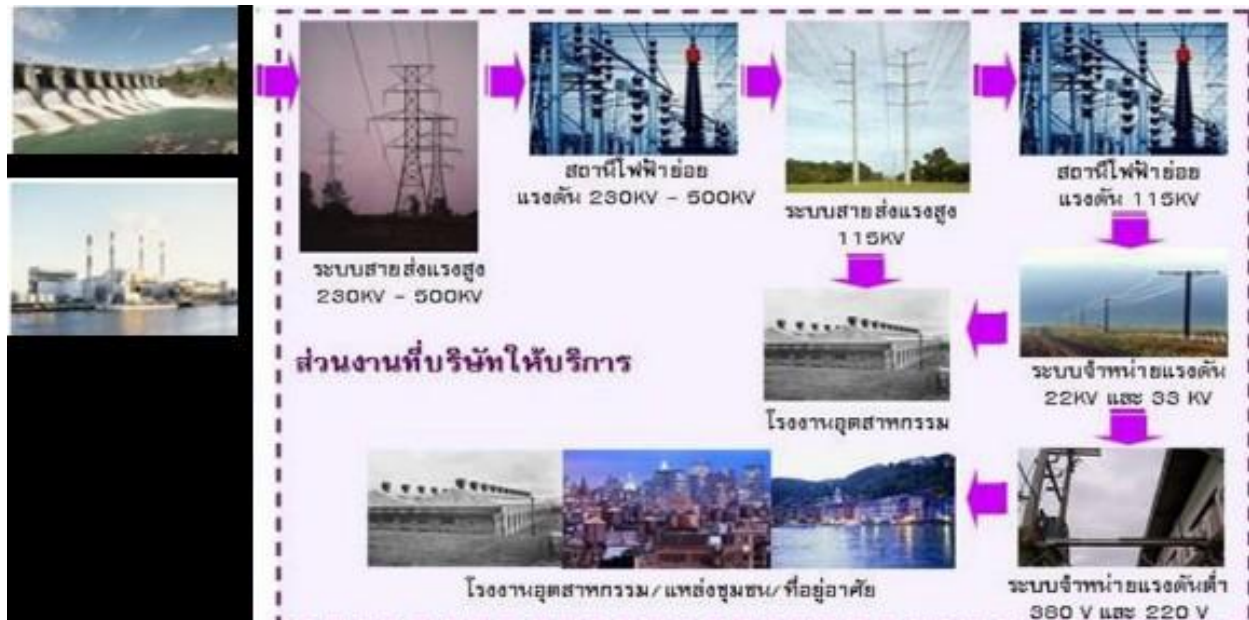 สถานีไฟฟ้าย่อย
แรงดัน 230KV - 500KV
สถานีไฟฟ้าย่อย
แรงดัน 115KV
ระบบสายส่งแรงสูง
115KV
ระบบสายส่งแรงสูง
230KV - 500KV
ส่วนงานที่บริษัทให้บริการ
ระบบจำหน่ายแรงดัน
22KV และ 33 KV
โรงงานอุตสาหกรรม
โรงงานอุตสาหกรรม/แหล่งชุมชน/ที่อยู่อาศัย
ระบบจำหน่ายแรงดันต่ำ
380 V และ 220 V